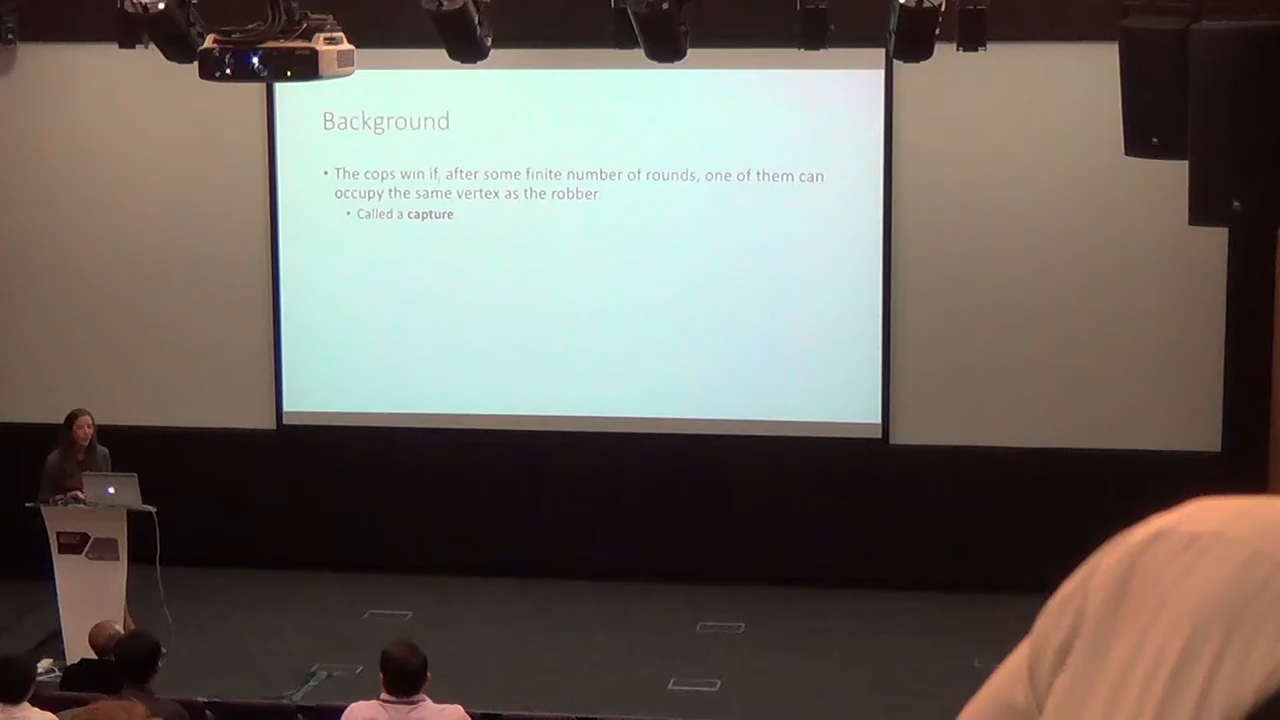 Background
• The cops win if, after some finite number of rounds, one of them can
occupy the same vertex as the robber
• Called a capture